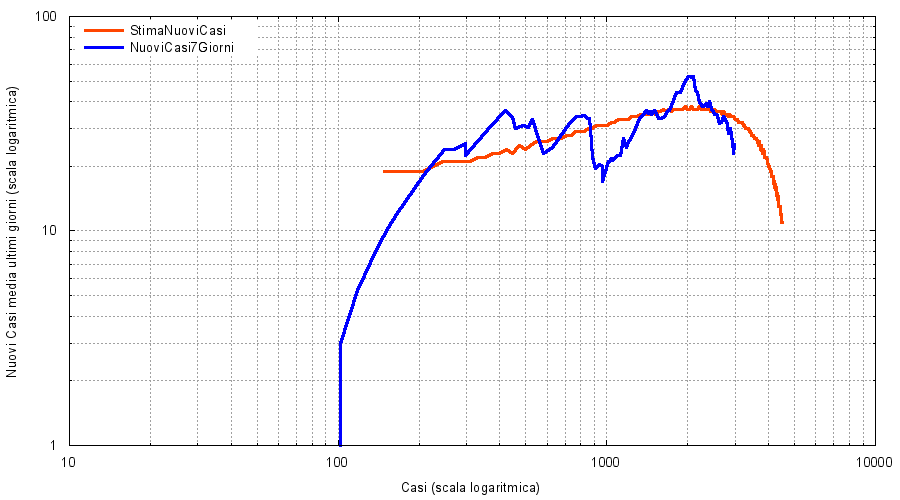 100
StimaNuoviCasi
NuoviCasi7Giorni
Nuovi Casi media ultimi giorni (scala logaritmica)
10
1
10
100
1000
10000
Casi (scala logaritmica)